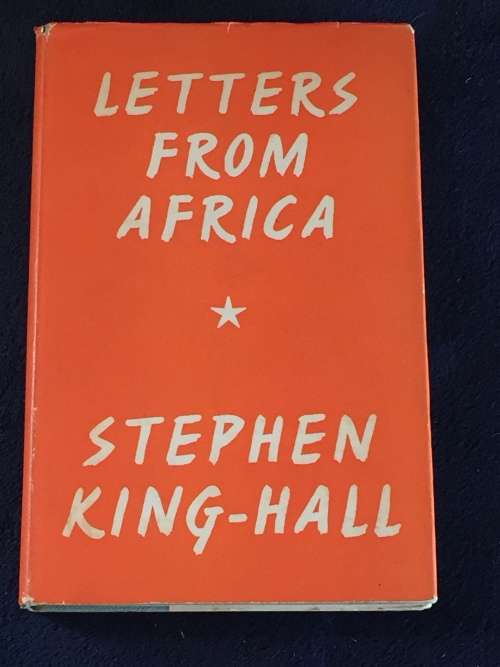 LETTERS
FROM
AFRICA
STEPHEN
KING-HALL